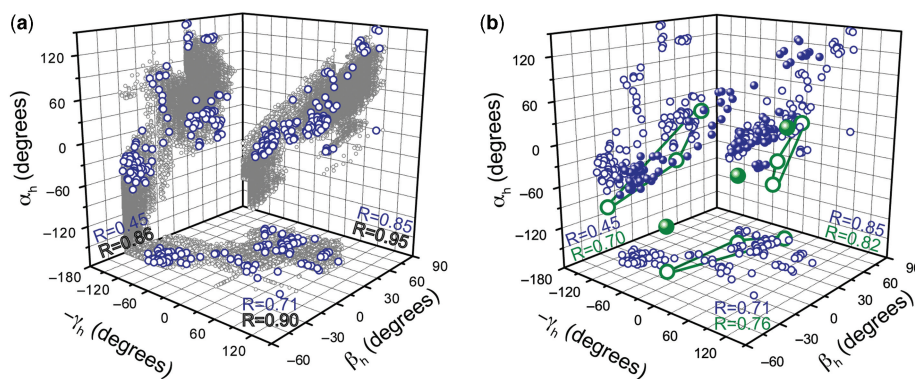 (a)
120
60
0
−60
−120
αh (degrees)
R=0.45
R=0.86
R=0.85
R=0.95
R=0.71
R=0.90
−180
−120
−60
0
60
120
−γh (degrees)
−60
−30
0
30
60
90
βh (degrees)
(b)
120
60
0
−60
−120
αh (degrees)
R=0.45
R=0.70
R=0.85
R=0.82
R=0.71
R=0.76
−180
−120
−60
0
60
120
−γh (degrees)
−60
−30
0
30
60
90
βh (degrees)